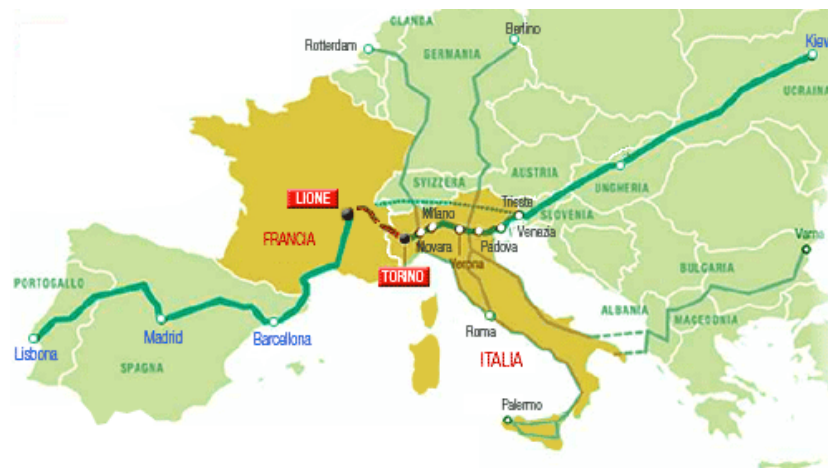 OLANDA
Berlino
Rotterdam
GERMANIA
Kiev
UCRAINA
SVIZZERA
AUSTRIA
UNGHERIA
LIONE
Trieste
SLOVENIA
Milano
FRANCIA
Novara
Padova
Venezia
Varna
Verona
TORINO
BULGARIA
PORTOGALLO
ALBANIA
MACEDONIA
Madrid
Barcellona
Roma
Lisbona
ITALIA
SPAGNA
Palermo